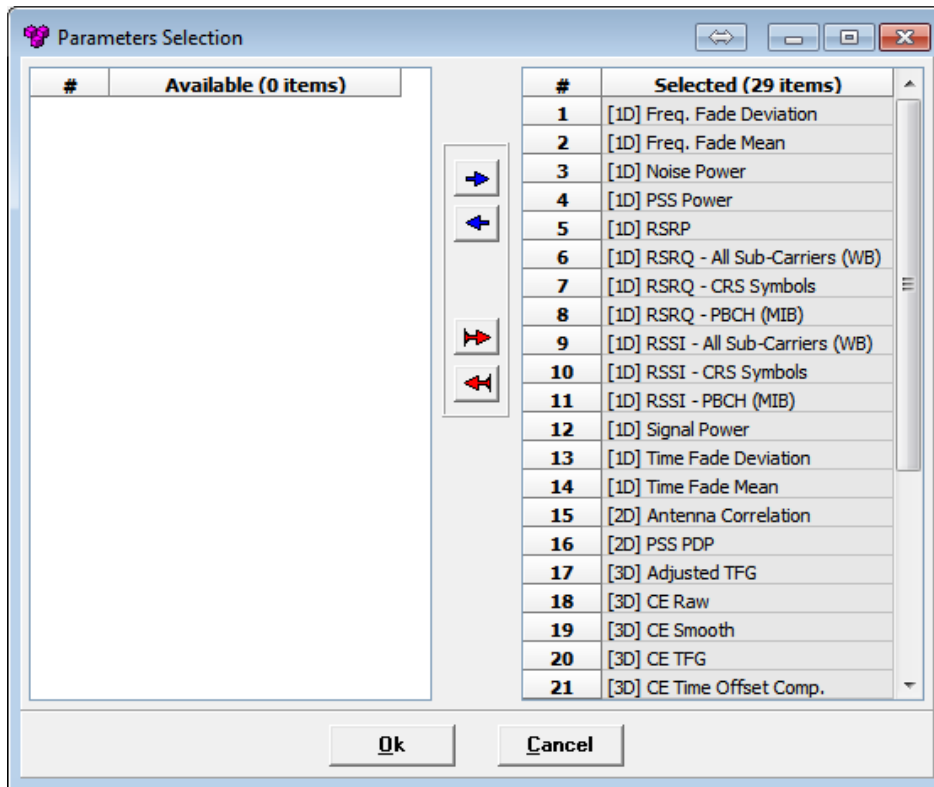 Parameters Selection
# Available (0 items)
# Selected (29 items)
1 [1D] Freq. Fade Deviation
2 [1D] Freq. Fade Mean
3 [1D] Noise Power
4 [1D] PSS Power
5 [1D] RSRP
6 [1D] RSRQ - All Sub-Carriers (WB)
7 [1D] RSRQ - CRS Symbols
8 [1D] RSRQ - PBCH (MIB)
9 [1D] RSSI - All Sub-Carriers (WB)
10 [1D] RSSI - CRS Symbols
11 [1D] RSSI - PBCH (MIB)
12 [1D] Signal Power
13 [1D] Time Fade Deviation
14 [1D] Time Fade Mean
15 [2D] Antenna Correlation
16 [2D] PSS PDP
17 [3D] Adjusted TFG
18 [3D] CE Raw
19 [3D] CE Smooth
20 [3D] CE TFG
21 [3D] CE Time Offset Comp.
Ok Cancel